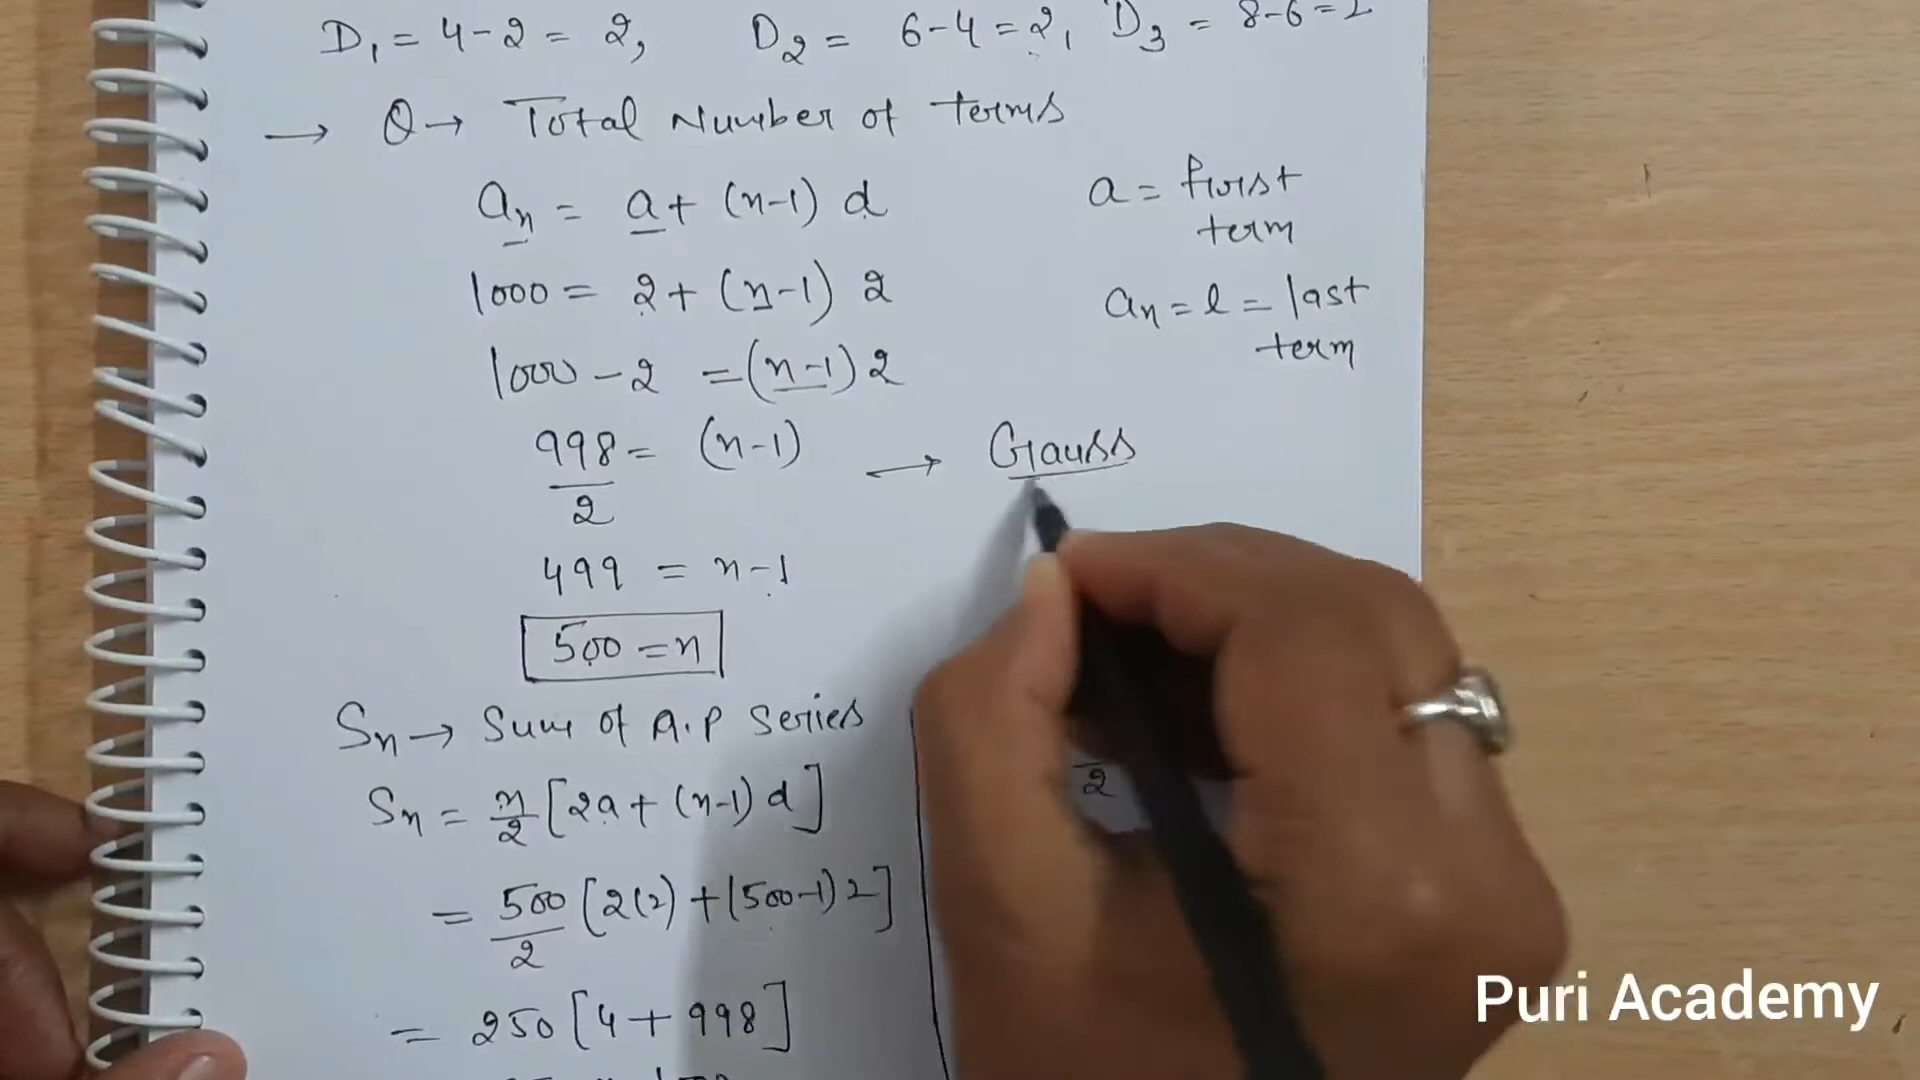 D₁ = 4 - 2 = 2, D₂ = 6 - 4 = 2, D₃ = 8 - 6 = 2
→ Q → Total Number of terms
aₙ = a + (n-1) d
a = first
term
1000 = 2 + (n-1) 2
aₙ = l = last
term
1000 - 2 = (n-1) 2
998/2 = (n-1) → Gauss
499 = n-1
500 = n
Sₙ → Sum of A.P Series
Sₙ = n/2 [2a + (n-1) d]
2
= 500/2 [2(2) + (500-1) 2]
= 250 [4 + 998]
Puri Academy